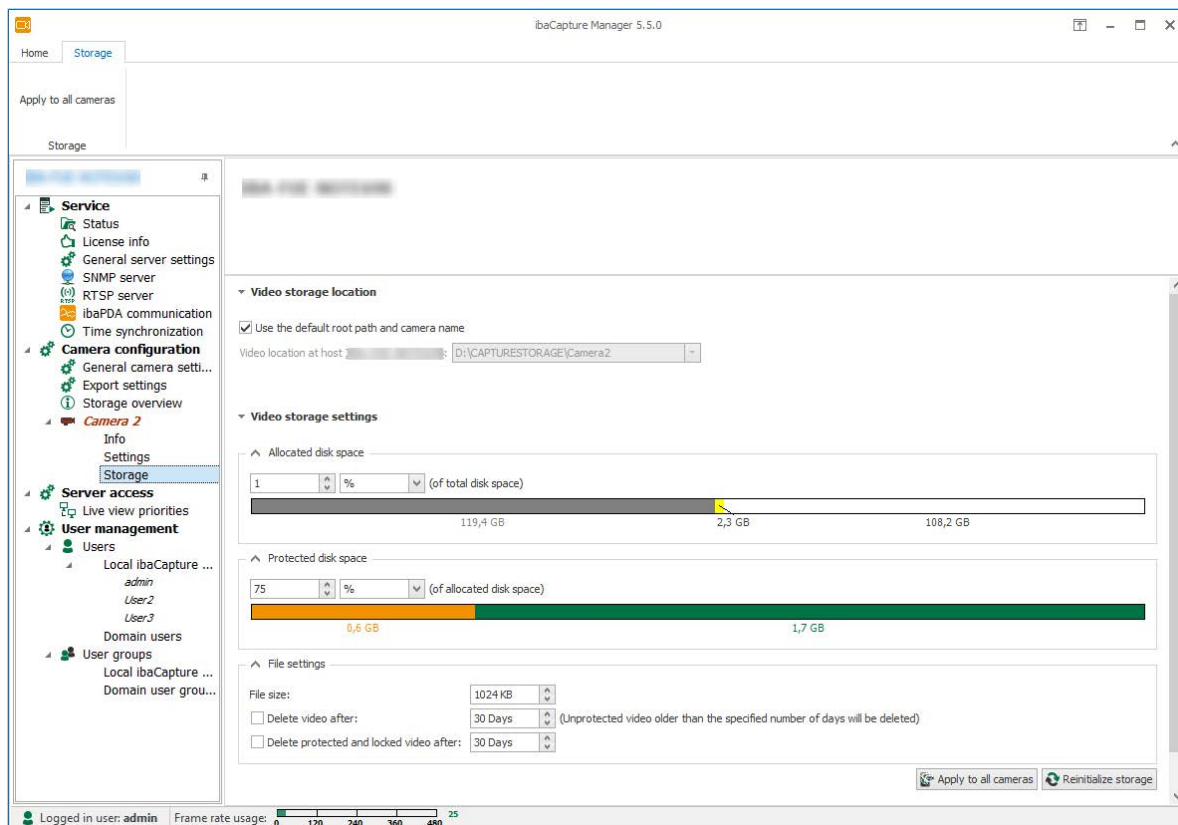 ibaCapture Manager 5.5.0
Home Storage
Apply to all cameras
Storage
Service
Status
License info
General server settings
SNMP server
RTSP server
ibaPDA communication
Time synchronization
Camera configuration
General camera setti...
Export settings
Storage overview
Camera 2
Info
Settings
Storage
Server access
Live view priorities
User management
Users
Local ibaCapture ...
admin
User2
User3
Domain users
User groups
Local ibaCapture ...
Domain user grou...
Video storage location
Use the default root path and camera name
Video location at host : D:\CAPTURESTORAGE\Camera2
Video storage settings
Allocated disk space
1 % (of total disk space)
119,4 GB 2,3 GB 108,2 GB
Protected disk space
75 % (of allocated disk space)
0,6 GB 1,7 GB
File settings
File size: 1024 KB
Delete video after: 30 Days (Unprotected video older than the specified number of days will be deleted)
Delete protected and locked video after: 30 Days
Apply to all cameras Reinitialize storage
Logged in user: admin Frame rate usage: 0 120 240 360 480 25